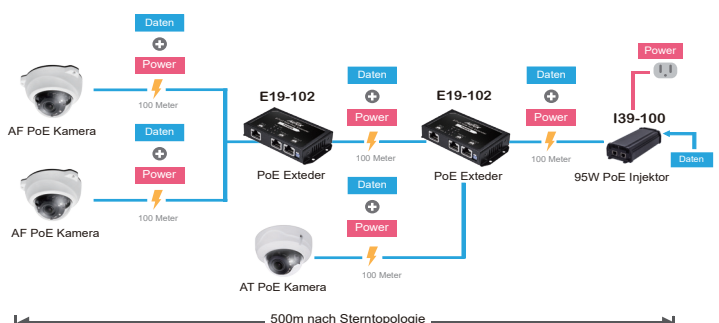 Daten
Power
100 Meter
AF PoE Kamera
Daten
Power
100 Meter
AF PoE Kamera
E19-102
PoE Exteder
Daten
Power
100 Meter
Daten
Power
100 Meter
AT PoE Kamera
E19-102
PoE Exteder
Daten
Power
100 Meter
Power
I39-100
Daten
95W PoE Injektor
500m nach Sterntopologie